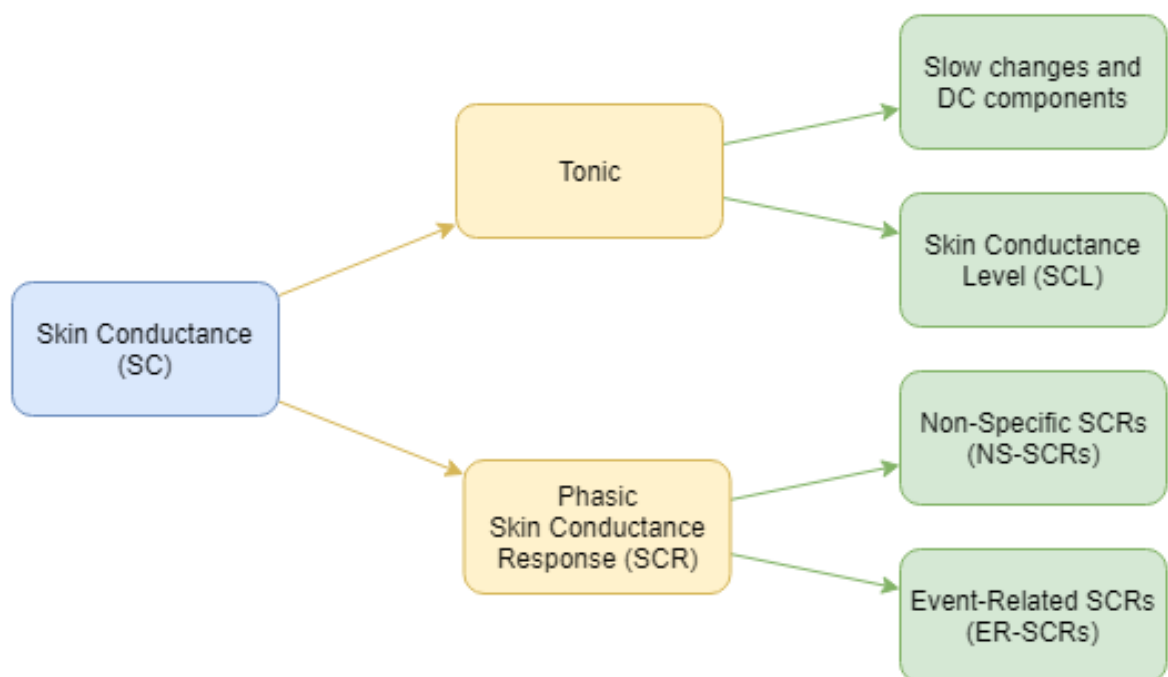 Slow changes and
DC components
Tonic
Skin Conductance
Level (SCL)
Skin Conductance
(SC)
Non-Specific SCRs
(NS-SCRs)
Phasic
Skin Conductance
Response (SCR)
Event-Related SCRs
(ER-SCRs)